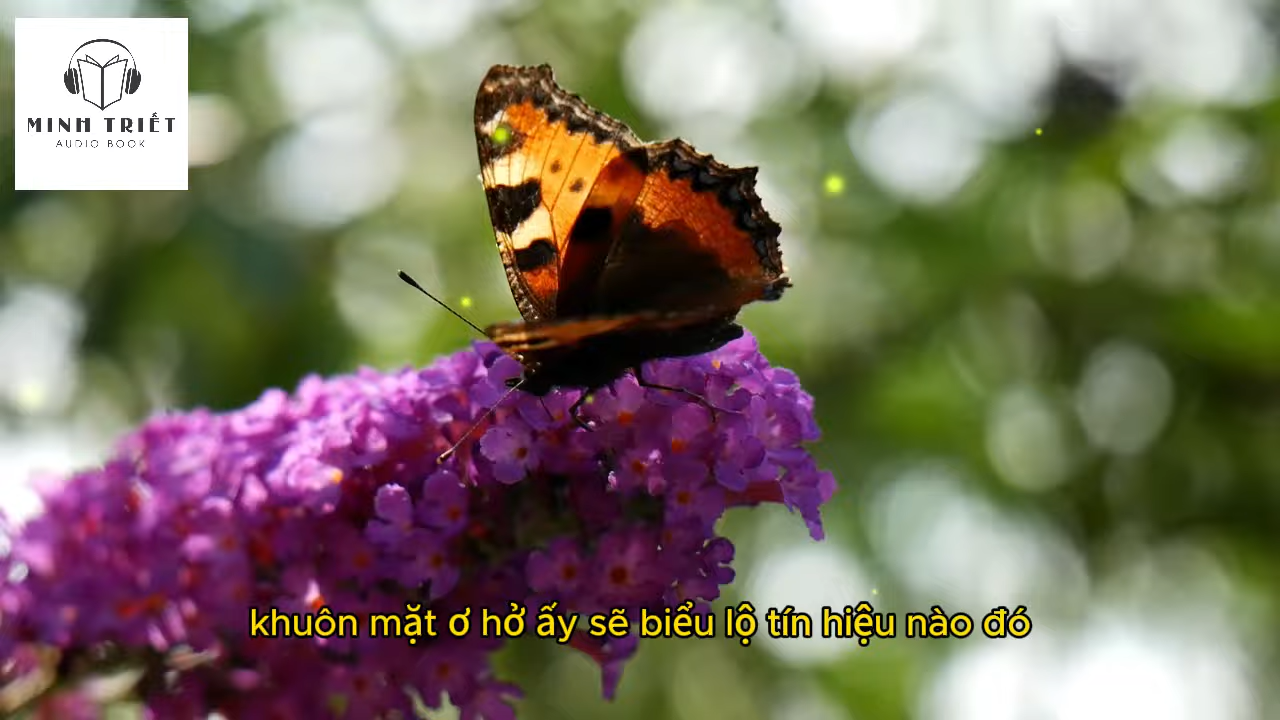 MINH TRIẾT
AUDIO BOOK
khuôn mặt ơ hở ấy sẽ biểu lộ tín hiệu nào đó